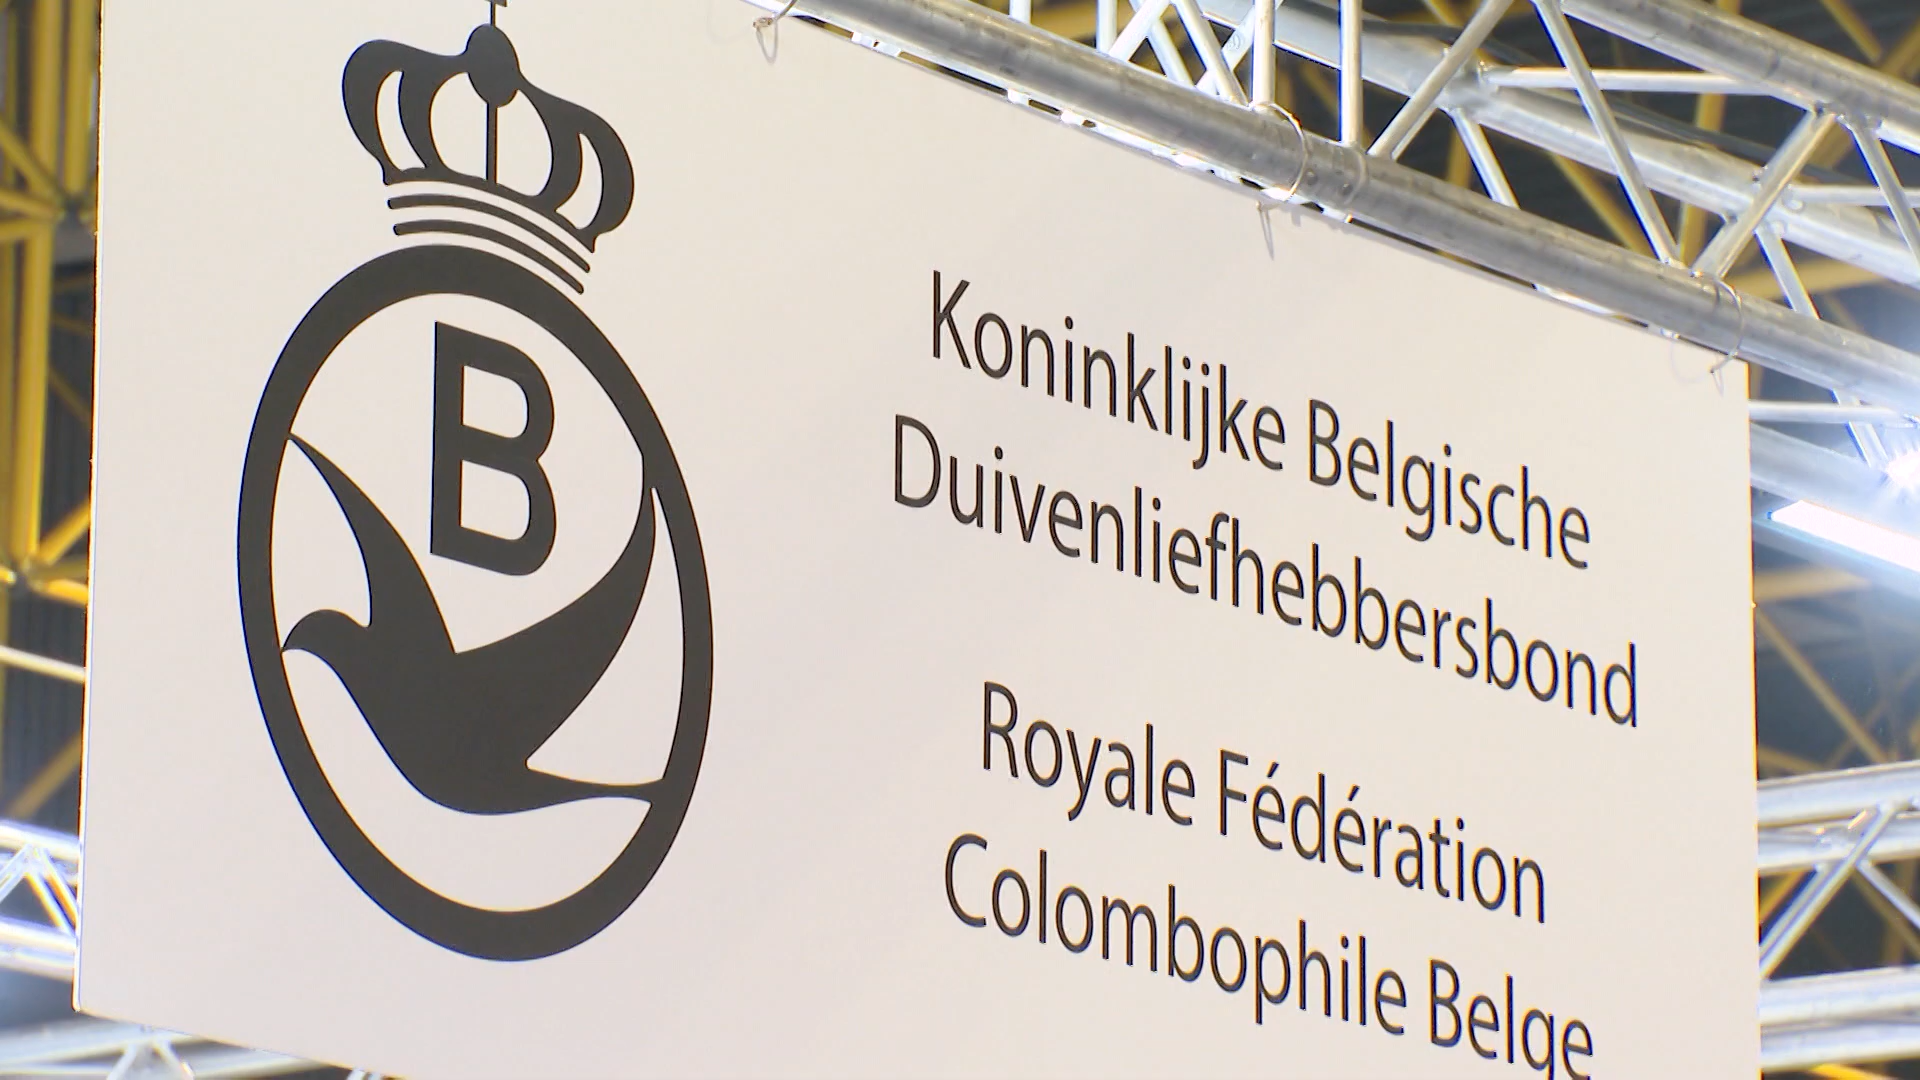 B
Koninklijke Belgische
Duivenliefhebbersbond
Royale Fédération
Colombophile Belge